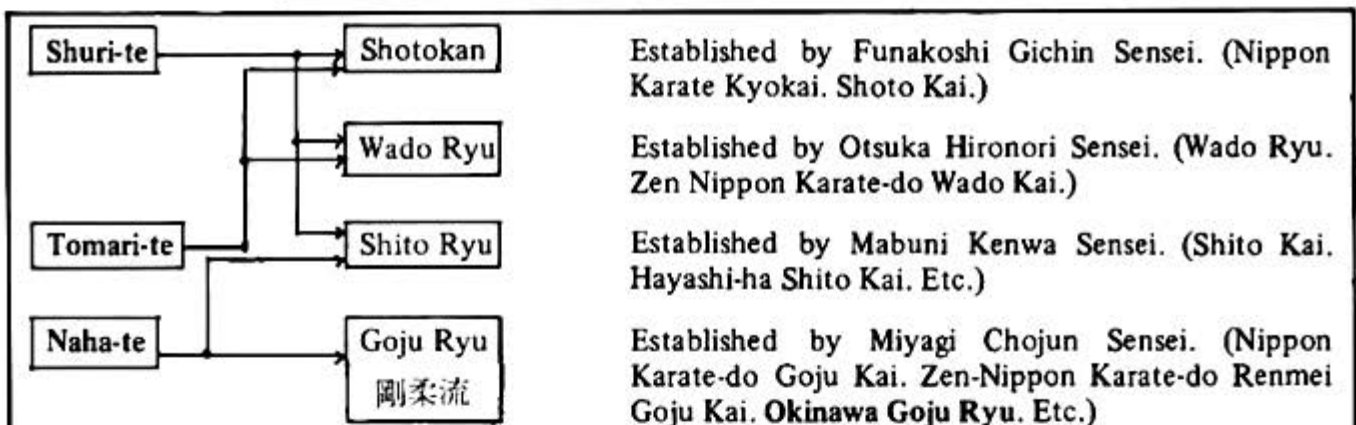 Shuri-te
Shotokan
Established by Funakoshi Gichin Sensei. (Nippon
Karate Kyokai. Shoto Kai.)
Wado Ryu
Established by Otsuka Hironori Sensei. (Wado Ryu.
Zen Nippon Karate-do Wado Kai.)
Tomari-te
Shito Ryu
Established by Mabuni Kenwa Sensei. (Shito Kai.
Hayashi-ha Shito Kai. Etc.)
Naha-te
Goju Ryu
剛柔流
Established by Miyagi Chojun Sensei. (Nippon
Karate-do Goju Kai. Zen-Nippon Karate-do Renmei
Goju Kai. Okinawa Goju Ryu. Etc.)